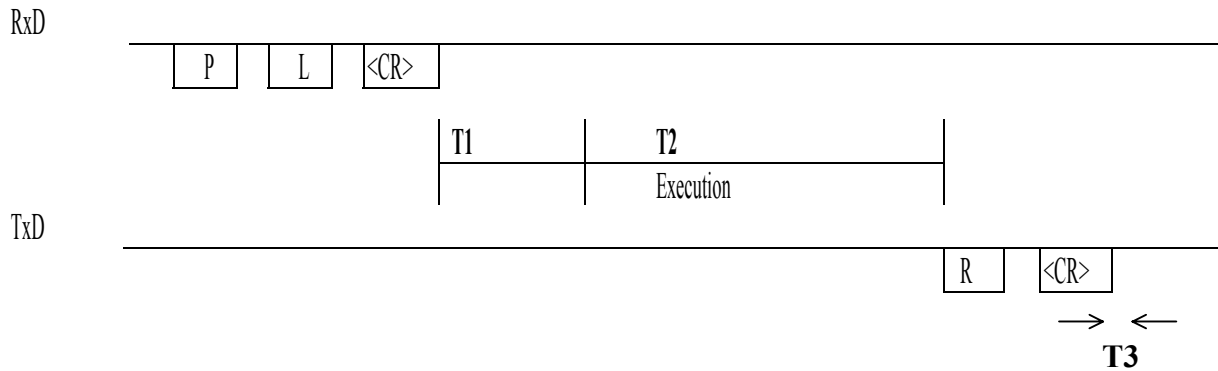 RxD
P L <CR>
T1 T2
Execution
TxD
R <CR>
T3